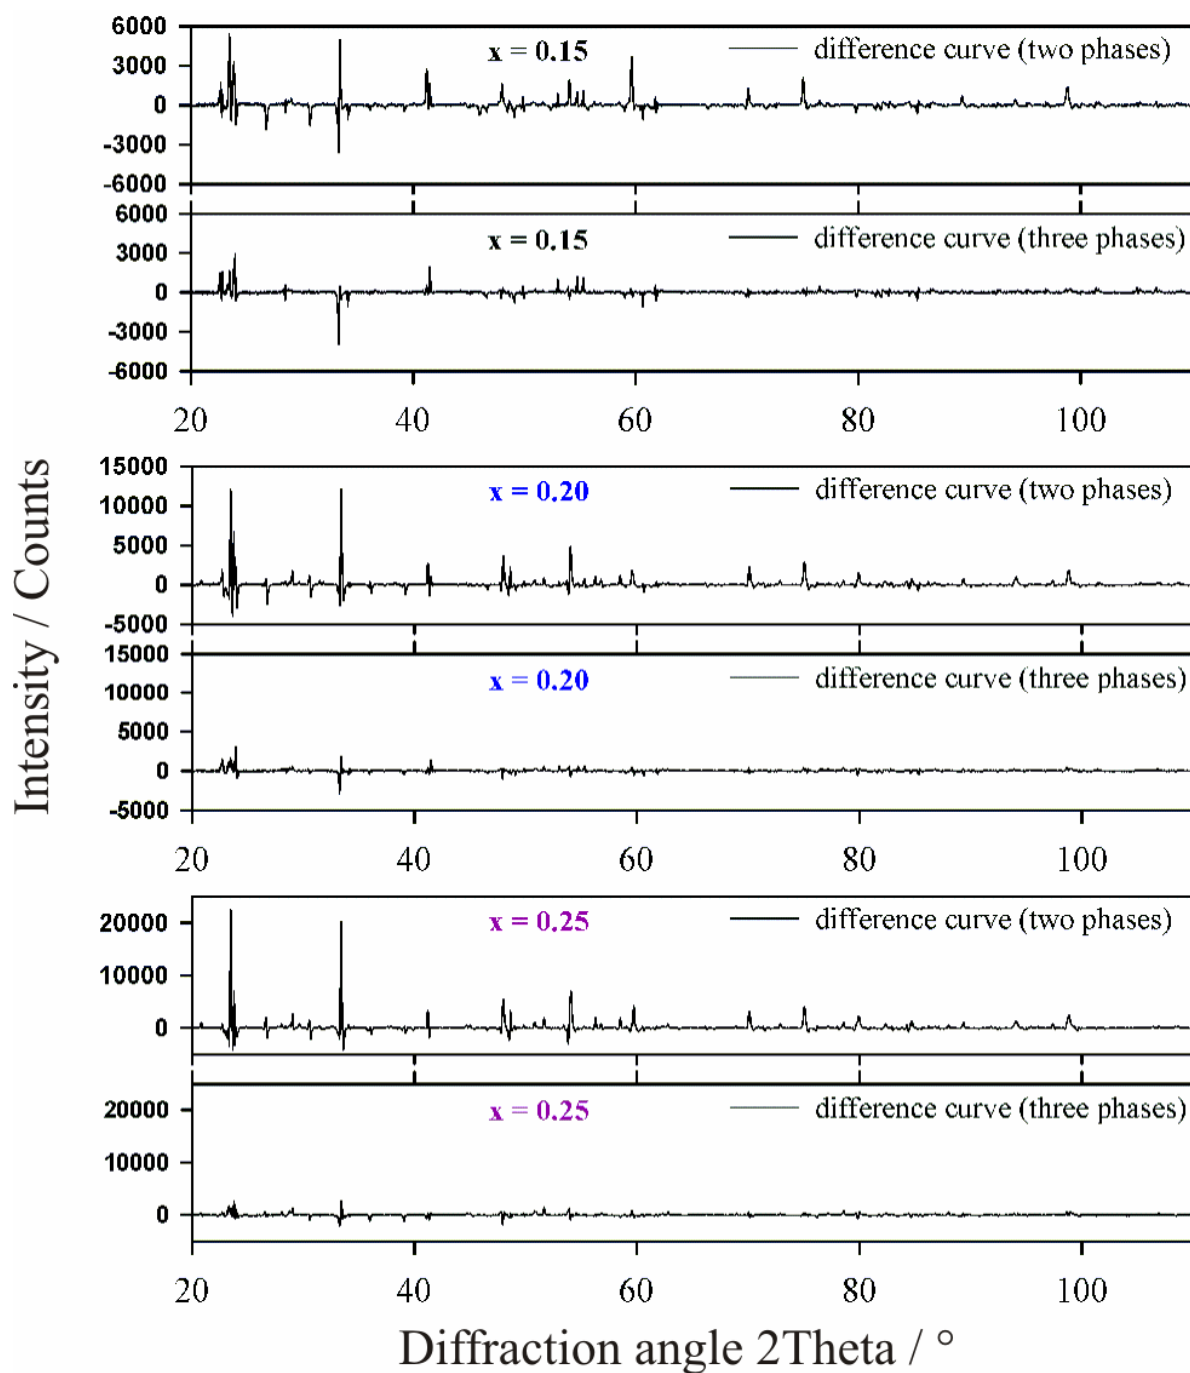 6000
3000
0
-3000
-6000
x = 0.15
difference curve (two phases)
6000
3000
0
-3000
-6000
x = 0.15
difference curve (three phases)
20 40 60 80 100
15000
10000
5000
0
-5000
x = 0.20
difference curve (two phases)
15000
10000
5000
0
-5000
x = 0.20
difference curve (three phases)
20 40 60 80 100
20000
10000
0
x = 0.25
difference curve (two phases)
20000
10000
0
x = 0.25
difference curve (three phases)
20 40 60 80 100
Intensity / Counts
Diffraction angle 2Theta / °